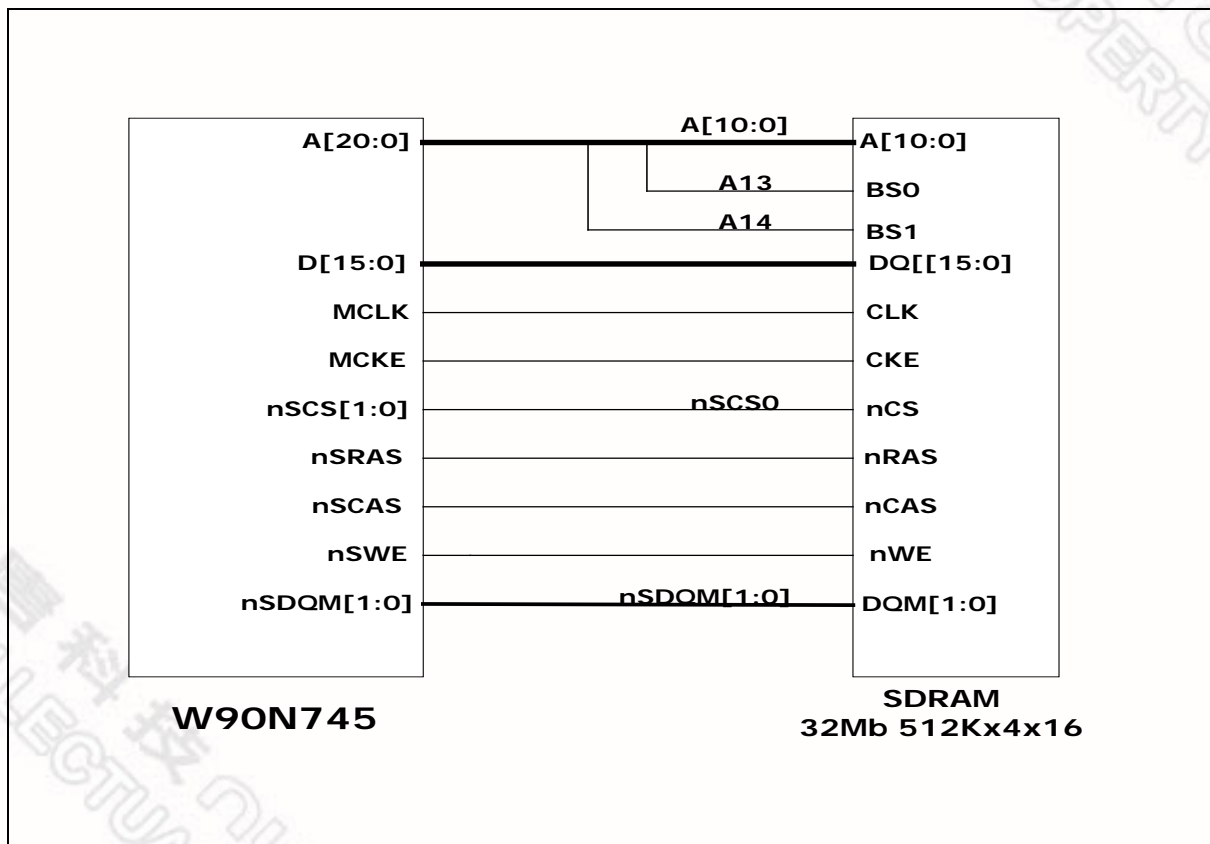 A[20:0] A[10:0] A[10:0]
A13 BS0
A14 BS1
D[15:0] DQ[[15:0]
MCLK CLK
MCKE CKE
nSCS[1:0] nSCS0 nCS
nSRAS nRAS
nSCAS nCAS
nSWE nWE
nSDQM[1:0] nSDQM[1:0] DQM[1:0]
W90N745
SDRAM
32Mb 512Kx4x16
科技